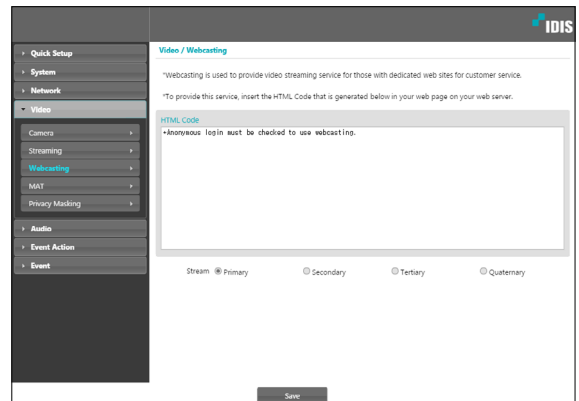 IDIS
Quick Setup
System
Network
Video
Camera
Streaming
Webcasting
MAT
Privacy Masking
Audio
Event Action
Event
Video / Webcasting
*Webcasting is used to provide video streaming service for those with dedicated web sites for customer service.
*To provide this service, insert the HTML Code that is generated below in your web page on your web server.
HTML Code
*Anonymous login must be checked to use webcasting.
Stream Primary Secondary Tertiary Quaternary
Save